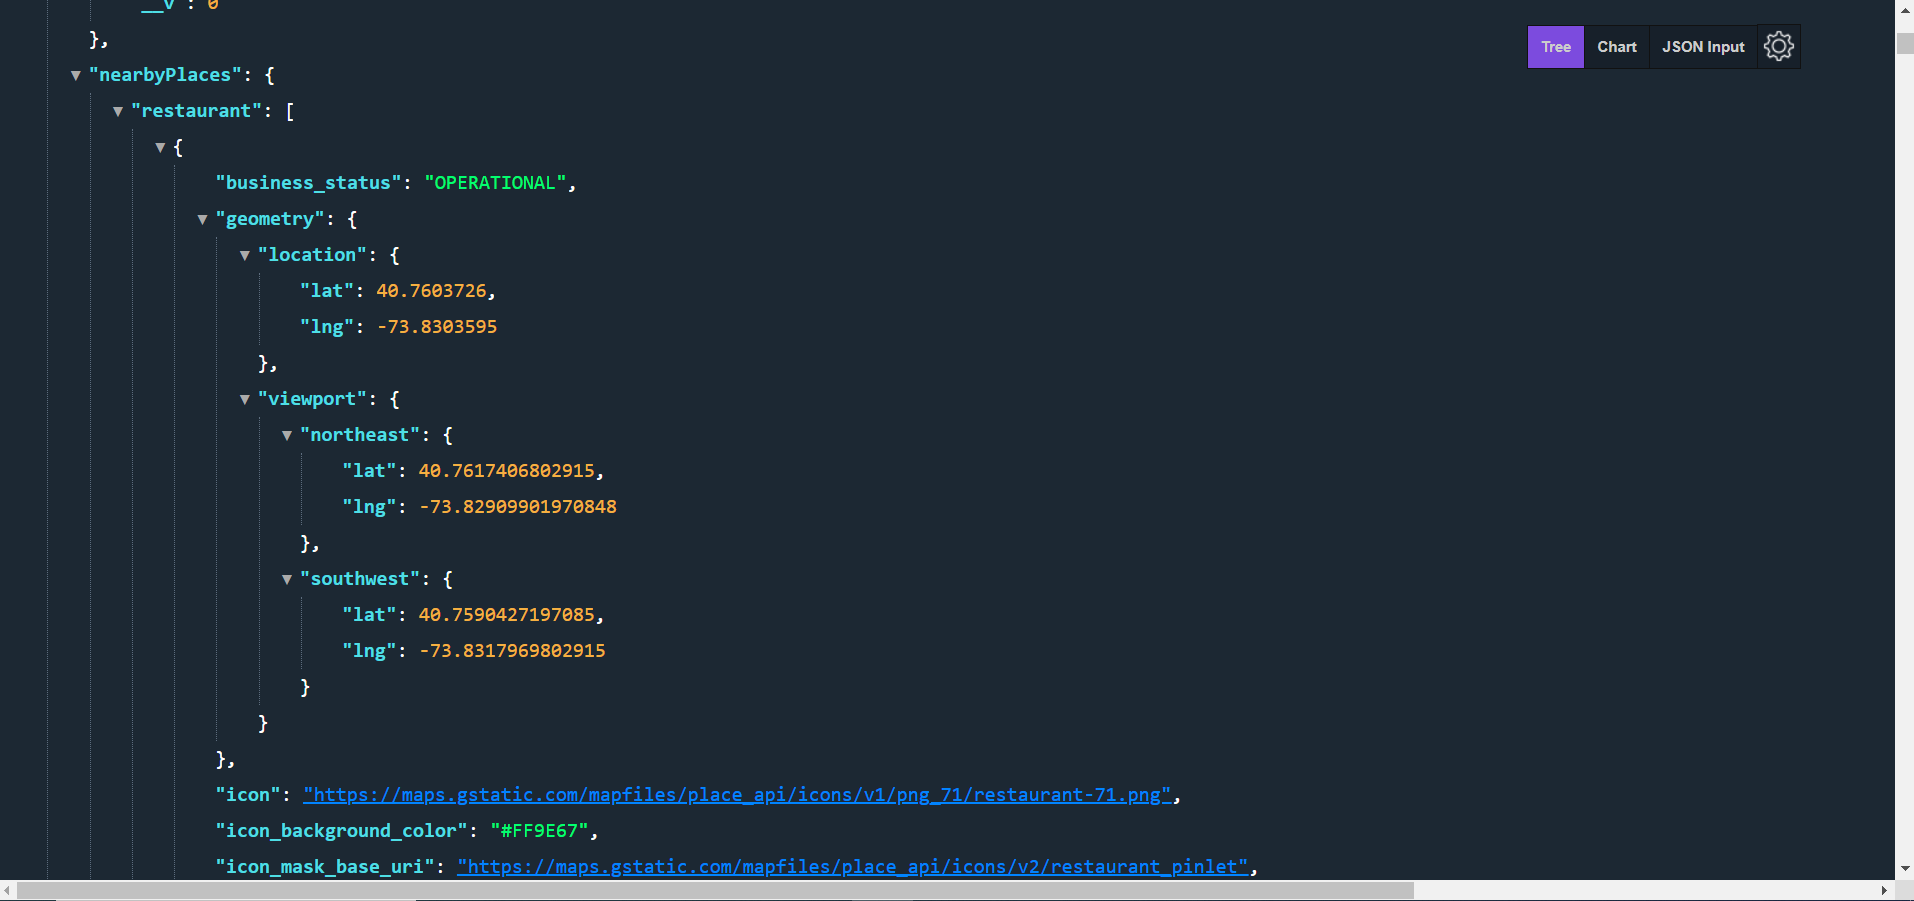 __v : 0
},
Tree Chart JSON Input
"nearbyPlaces": {
"restaurant": [
{
"business_status": "OPERATIONAL",
"geometry": {
"location": {
"lat": 40.7603726,
"lng": -73.8303595
},
"viewport": {
"northeast": {
"lat": 40.7617406802915,
"lng": -73.82909901970848
},
"southwest": {
"lat": 40.7590427197085,
"lng": -73.8317969802915
}
}
},
"icon": "https://maps.gstatic.com/mapfiles/place_api/icons/v1/png_71/restaurant-71.png",
"icon_background_color": "#FF9E67",
"icon_mask_base_uri": "https://maps.gstatic.com/mapfiles/place_api/icons/v2/restaurant_pinlet",